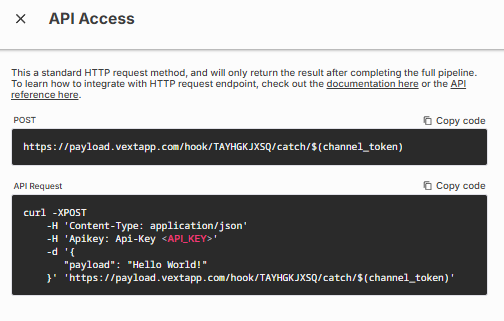 API Access
This a standard HTTP request method, and will only return the result after completing the full pipeline.
To learn how to integrate with HTTP request endpoint, check out the documentation here or the API
reference here.
POST
Copy code
https://payload.vextapp.com/hook/TAYHGKJXSQ/catch/$(channel_token)
API Request
Copy code
curl -XPOST
-H 'Content-Type: application/json'
-H 'Apikey: Api-Key <API_KEY>'
-d '{
"payload": "Hello World!"
}' 'https://payload.vextapp.com/hook/TAYHGKJXSQ/catch/$(channel_token)'